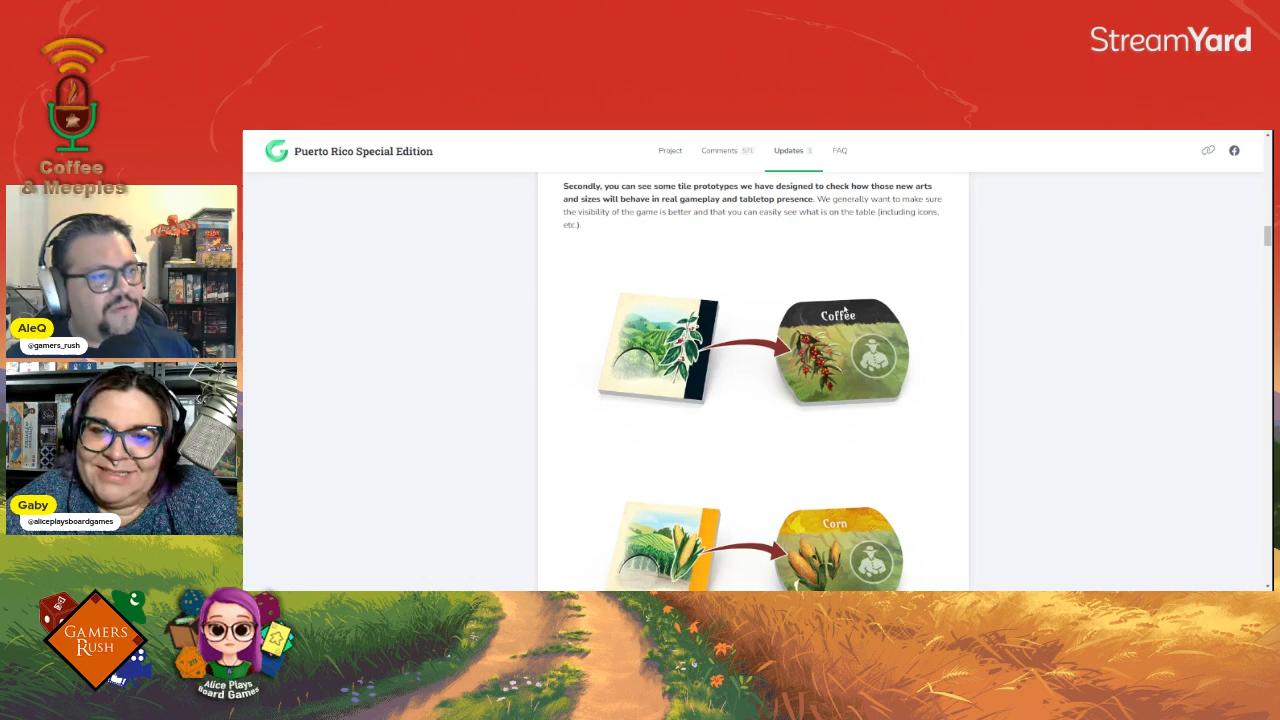 StreamYard
Coffee
& Meeples
Puerto Rico Special Edition
Project
Comments 571
Updates 3
FAQ
Secondly, you can see some tile prototypes we have designed to check how those new arts
and sizes will behave in real gameplay and tabletop presence. We generally want to make sure
the visibility of the game is better and that you can easily see what is on the table (including icons,
etc.).
Coffee
Corn
AleQ
@gamers_rush
Gaby
@aliceplaysboardgames
GAMERS
RUSH
Alice Plays
Board Games